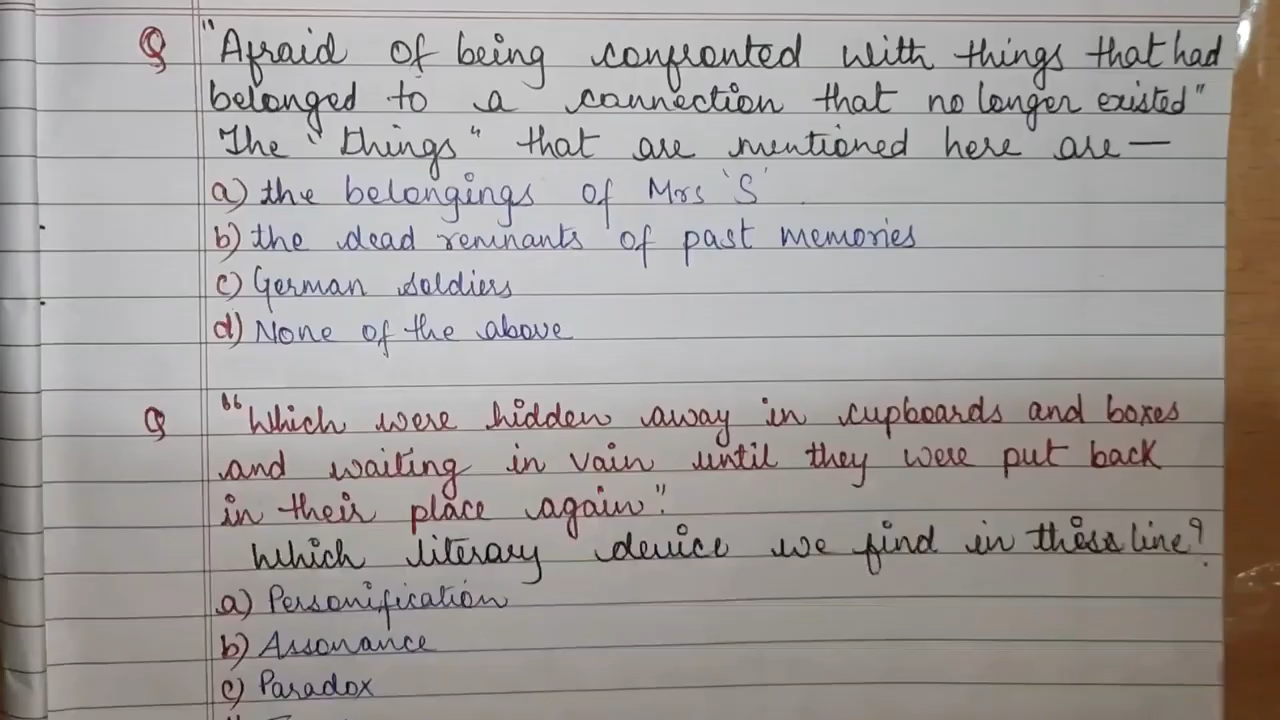 Q "Afraid of being confronted with things that had
belonged to a connection that no longer existed"
The "things" that are mentioned here are —
a) the belongings of Mrs 'S'
b) the dead remnants of past memories
c) German soldiers
d) None of the above
Q "Which were hidden away in cupboards and boxes
and waiting in vain until they were put back
in their place again".
Which literary device we find in this line?
a) Personification
b) Assonance
c) Paradox